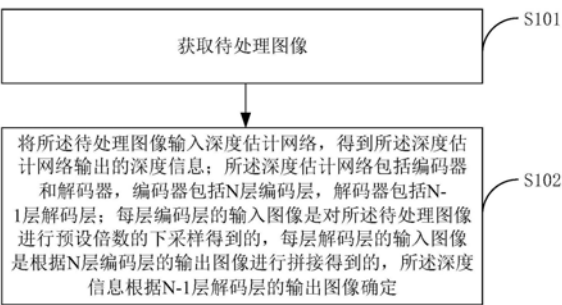 获取待处理图像
S101
将所述待处理图像输入深度估计网络，得到所述深度估
计网络输出的深度信息；所述深度估计网络包括编码器
和解码器，编码器包括N层编码层，解码器包括N-
1层解码层；每层编码层的输入图像是对所述待处理图像
进行预设倍数的下采样得到的，每层解码层的输入图像
是根据N层编码层的输出图像进行拼接得到的，所述深度
信息根据N-1层解码层的输出图像确定
S102